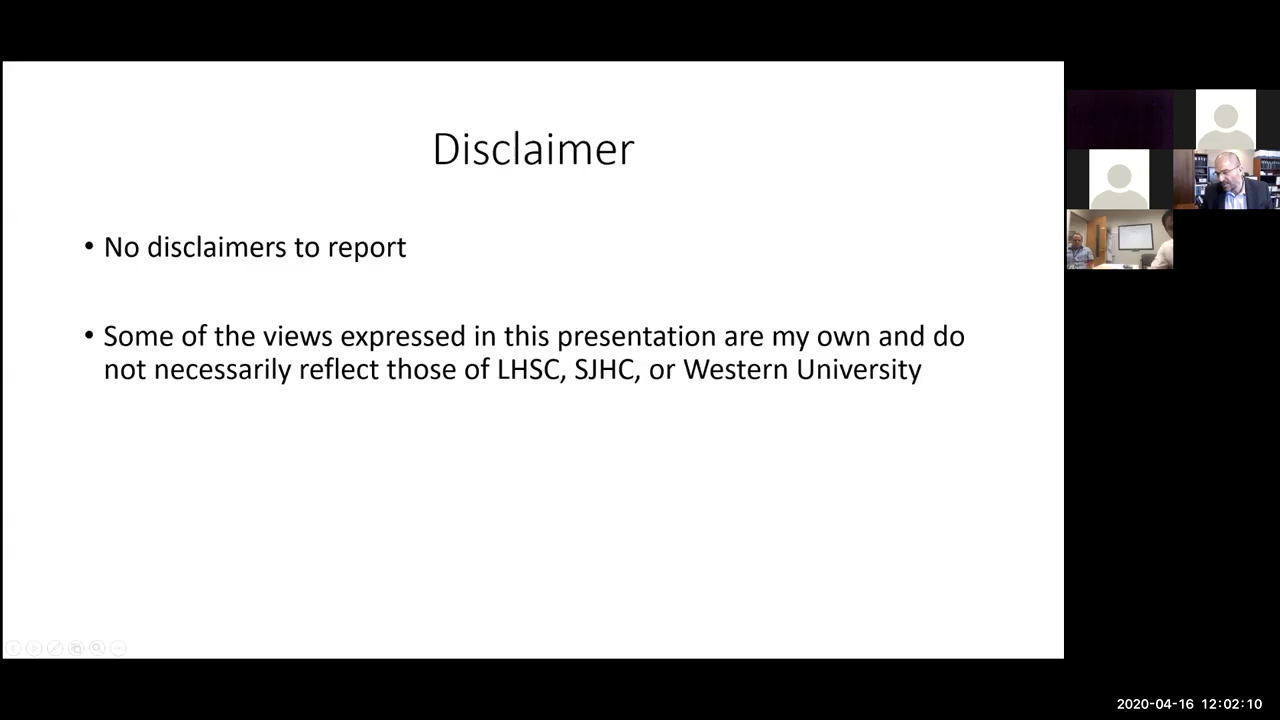 Disclaimer
• No disclaimers to report
• Some of the views expressed in this presentation are my own and do
not necessarily reflect those of LHSC, SJHC, or Western University
2020-04-16 12:02:10